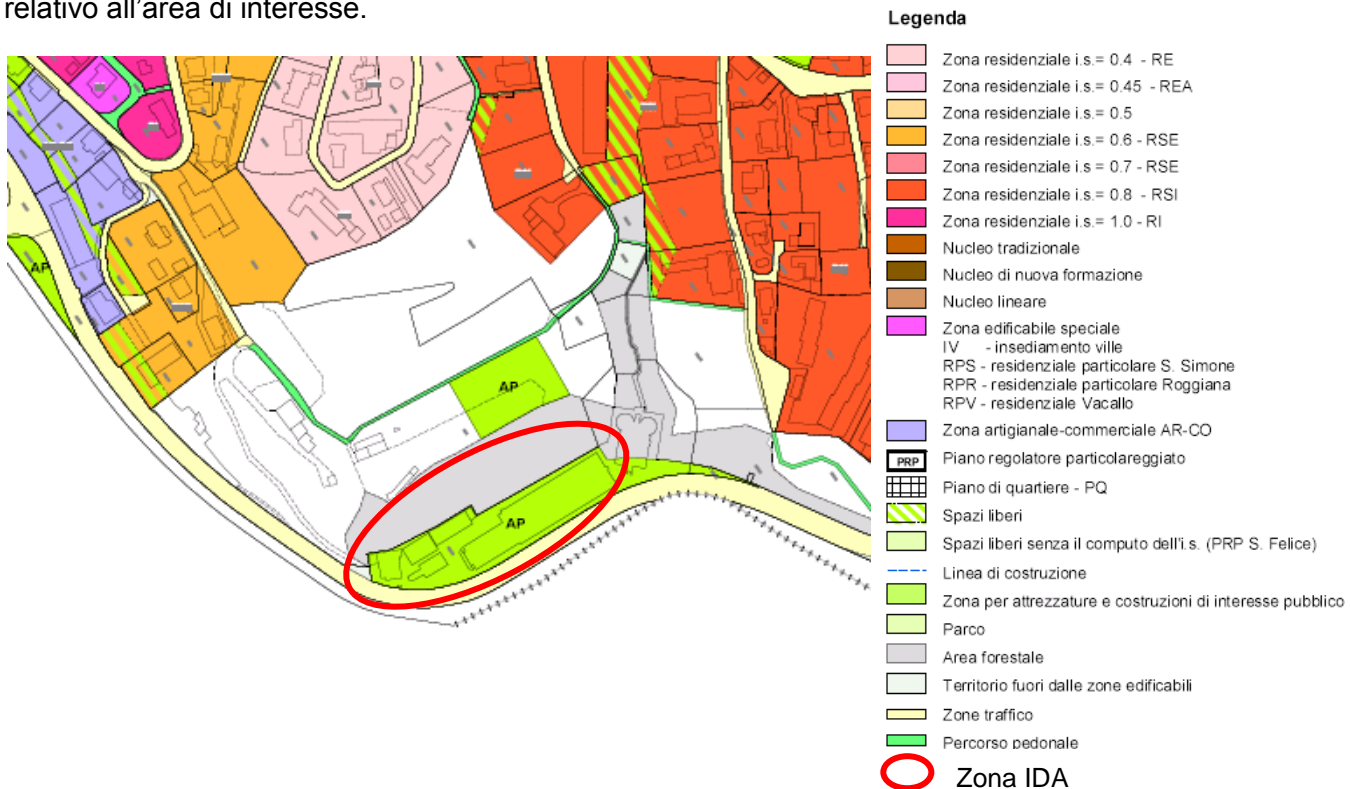 relativo all'area di interesse.
Legenda
Zona residenziale i.s.= 0.4 - RE
Zona residenziale i.s.= 0.45 - REA
Zona residenziale i.s.= 0.5
Zona residenziale i.s.= 0.6 - RSE
Zona residenziale i.s.= 0.7 - RSE
Zona residenziale i.s.= 0.8 - RSI
Zona residenziale i.s.= 1.0 - RI
Nucleo tradizionale
Nucleo di nuova formazione
Nucleo lineare
Zona edificabile speciale
IV - insediamento ville
RPS - residenziale particolare S. Simone
RPR - residenziale particolare Roggiana
RPV - residenziale Vacallo
Zona artigianale-commerciale AR-CO
PRP Piano regolatore particolareggiato
Piano di quartiere - PQ
Spazi liberi
Spazi liberi senza il computo dell'i.s. (PRP S. Felice)
Linea di costruzione
Zona per attrezzature e costruzioni di interesse pubblico
Parco
Area forestale
Territorio fuori dalle zone edificabili
Zone traffico
Percorso pedonale
Zona IDA
AP
AP
AP